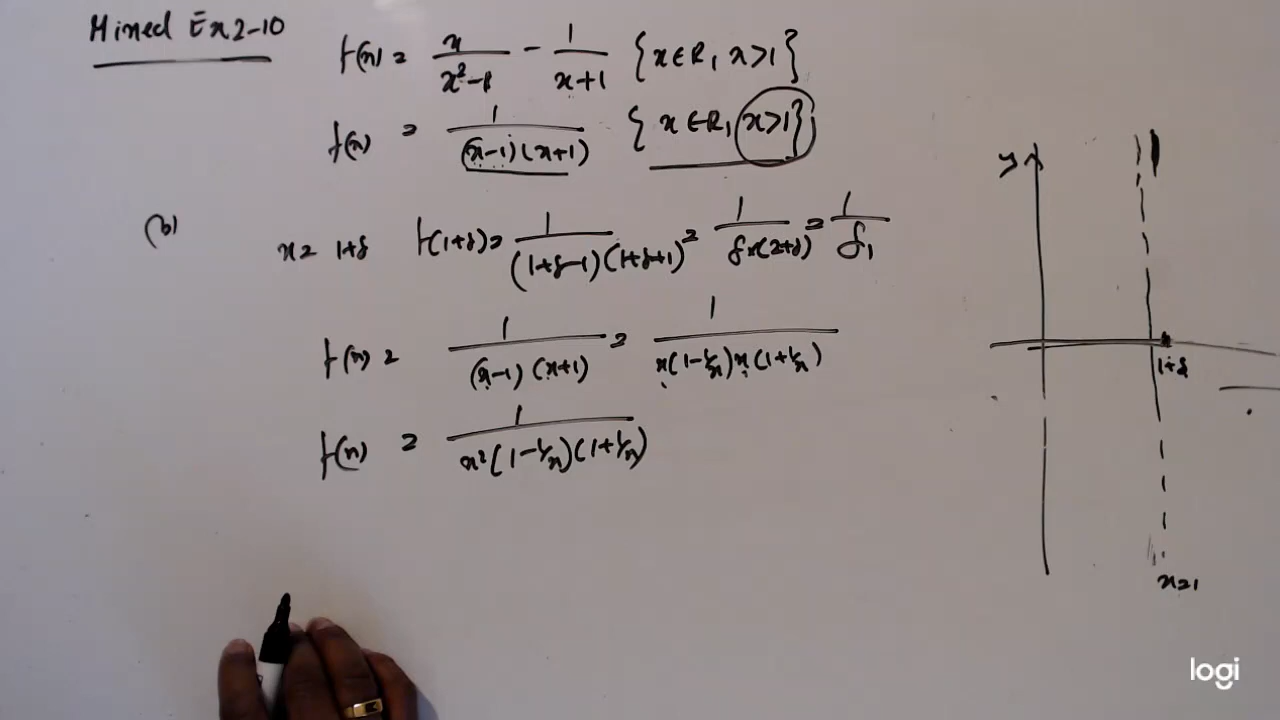 Mixed Ex2-10
f(x) = x/(x²-1) - 1/(x+1) {x∈R, x>1}
f(x) = 1/((x-1)(x+1)) {x∈R, x>1}
(b)
x = 1+δ f(1+δ) = 1/((1+δ-1)(1+δ+1)) = 1/(δ×(2+δ)) = 1/δ₁
f(x) = 1/((x-1)(x+1)) = 1/(x(1-1/x)x(1+1/x))
f(x) = 1/(x²(1-1/x)(1+1/x))
y
1+δ
x=1
logi